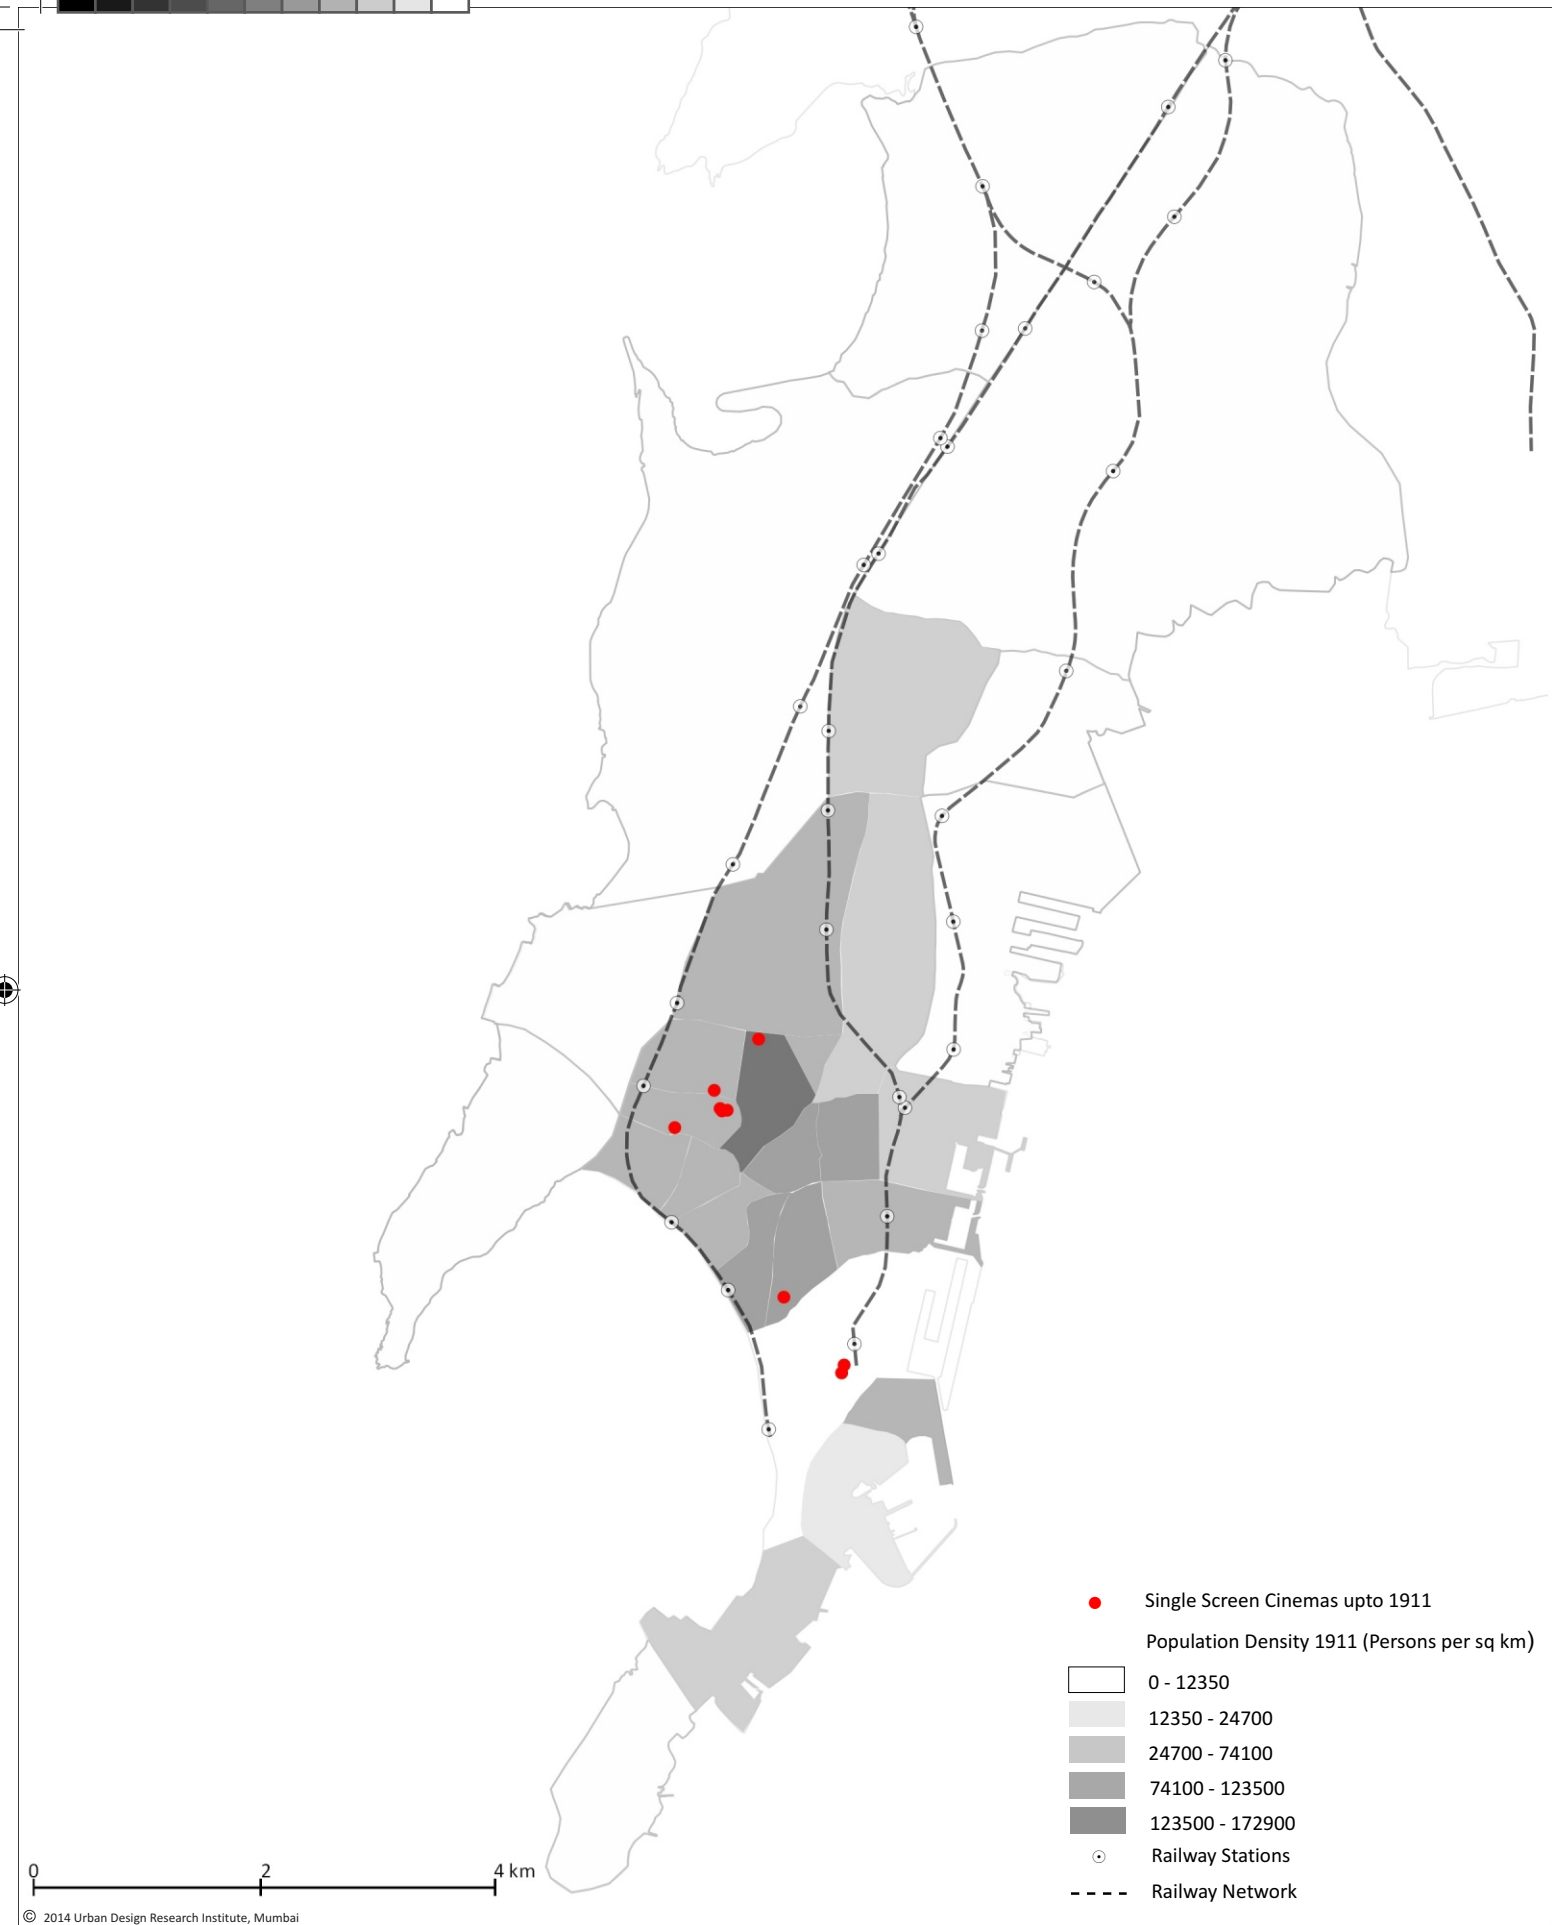 Single Screen Cinemas upto 1911
Population Density 1911 (Persons per sq km)
0 - 12350
12350 - 24700
24700 - 74100
74100 - 123500
123500 - 172900
Railway Stations
Railway Network
0 2 4 km
© 2014 Urban Design Research Institute, Mumbai